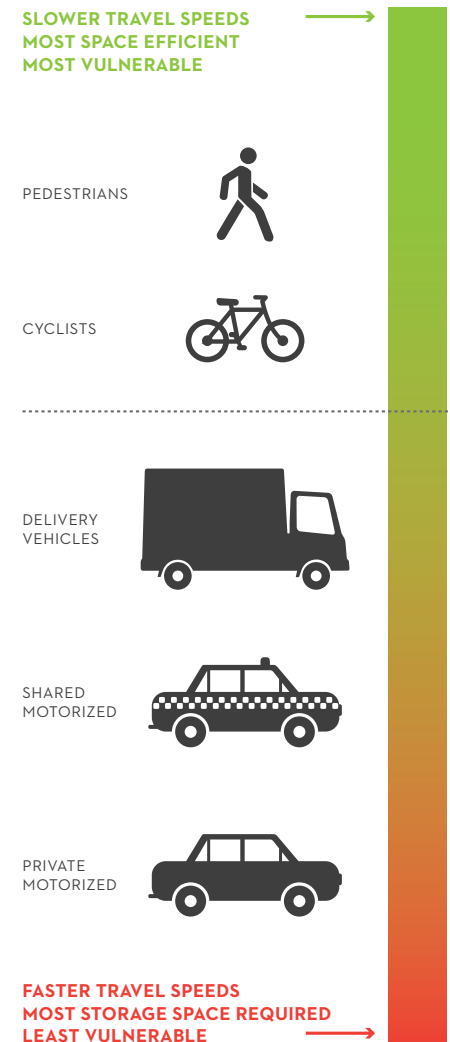 SLOWER TRAVEL SPEEDS
MOST SPACE EFFICIENT
MOST VULNERABLE
PEDESTRIANS
CYCLISTS
DELIVERY
VEHICLES
SHARED
MOTORIZED
PRIVATE
MOTORIZED
FASTER TRAVEL SPEEDS
MOST STORAGE SPACE REQUIRED
LEAST VULNERABLE